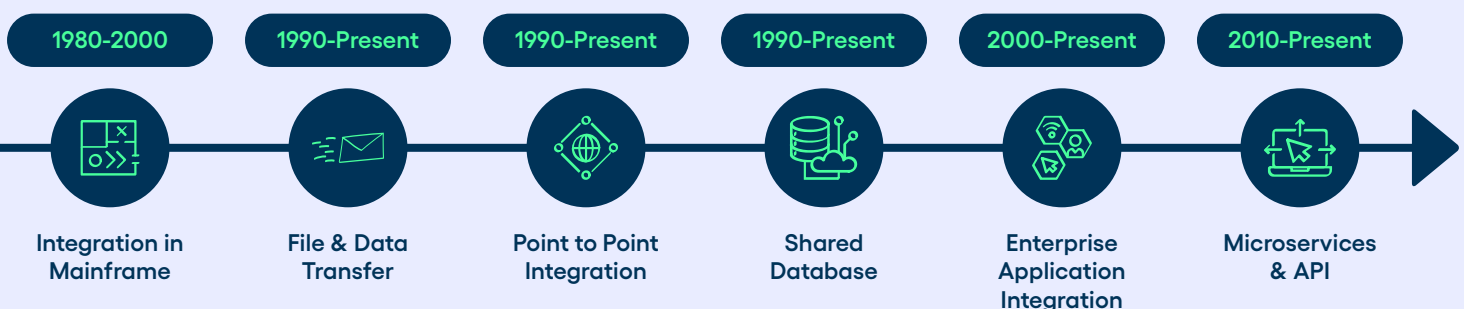 1980-2000
1990-Present
1990-Present
1990-Present
2000-Present
2010-Present
Integration in
Mainframe
File & Data
Transfer
Point to Point
Integration
Shared
Database
Enterprise
Application
Integration
Microservices
& API